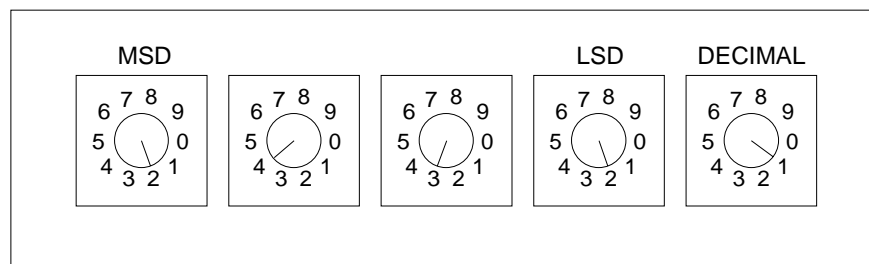 MSD LSD DECIMAL
7 8 7 8 7 8 7 8 7 8
6 9 6 9 6 9 6 9 6 9
5 0 5 0 5 0 5 0 5 0
4 1 4 1 4 1 4 1 4 1
3 2 3 2 3 2 3 2 3 2